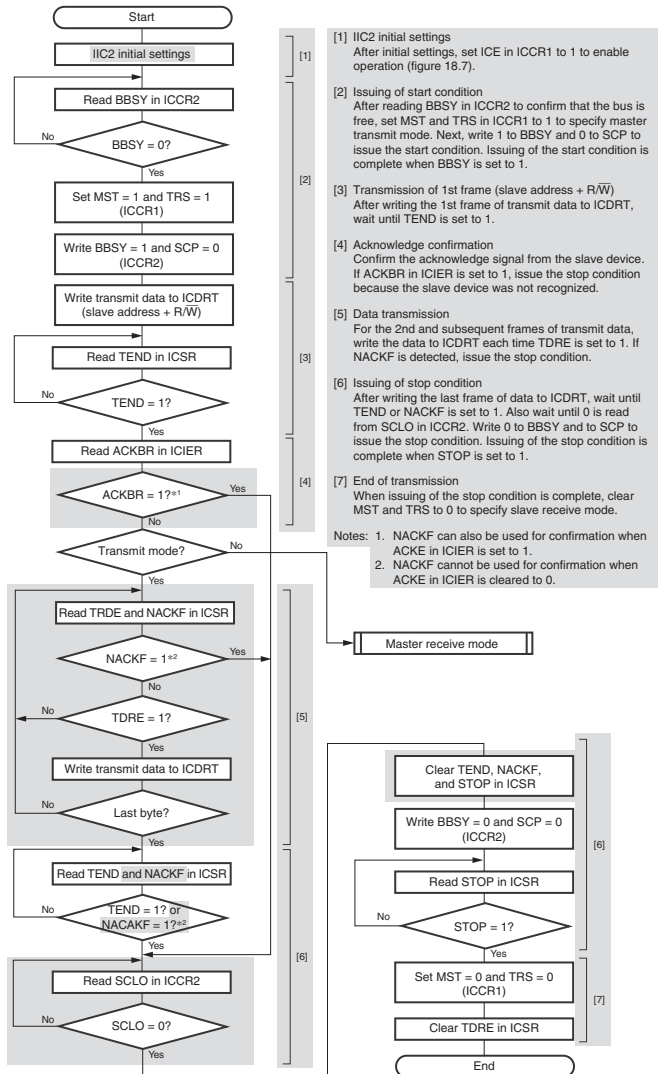 Start
IIC2 initial settings
[1]
Read BBSY in ICCR2
No
BBSY = 0?
Yes
Set MST = 1 and TRS = 1
(ICCR1)
[2]
Write BBSY = 1 and SCP = 0
(ICCR2)
Write transmit data to ICDRT
(slave address + R/W̅)
Read TEND in ICSR
[3]
No
TEND = 1?
Yes
Read ACKBR in ICIER
[4]
ACKBR = 1?*1
Yes
No
Transmit mode?
No
Yes
Read TRDE and NACKF in ICSR
NACKF = 1*2
Yes
No
No
TDRE = 1?
[5]
Yes
Write transmit data to ICDRT
No
Last byte?
Yes
Read TEND and NACKF in ICSR
No
TEND = 1? or
NACAKF = 1?*2
Yes
[6]
Read SCLO in ICCR2
No
SCLO = 0?
Yes
[1] IIC2 initial settings
After initial settings, set ICE in ICCR1 to 1 to enable
operation (figure 18.7).
[2] Issuing of start condition
After reading BBSY in ICCR2 to confirm that the bus is
free, set MST and TRS in ICCR1 to 1 to specify master
transmit mode. Next, write 1 to BBSY and 0 to SCP to
issue the start condition. Issuing of the start condition is
complete when BBSY is set to 1.
[3] Transmission of 1st frame (slave address + R/W̅)
After writing the 1st frame of transmit data to ICDRT,
wait until TEND is set to 1.
[4] Acknowledge confirmation
Confirm the acknowledge signal from the slave device.
If ACKBR in ICIER is set to 1, issue the stop condition
because the slave device was not recognized.
[5] Data transmission
For the 2nd and subsequent frames of transmit data,
write the data to ICDRT each time TDRE is set to 1. If
NACKF is detected, issue the stop condition.
[6] Issuing of stop condition
After writing the last frame of data to ICDRT, wait until
TEND or NACKF is set to 1. Also wait until 0 is read
from SCLO in ICCR2. Write 0 to BBSY and to SCP to
issue the stop condition. Issuing of the stop condition is
complete when STOP is set to 1.
[7] End of transmission
When issuing of the stop condition is complete, clear
MST and TRS to 0 to specify slave receive mode.
Notes: 1. NACKF can also be used for confirmation when
ACKE in ICIER is set to 1.
2. NACKF cannot be used for confirmation when
ACKE in ICIER is cleared to 0.
Master receive mode
Clear TEND, NACKF,
and STOP in ICSR
Write BBSY = 0 and SCP = 0
(ICCR2)
[6]
Read STOP in ICSR
No
STOP = 1?
Yes
Set MST = 0 and TRS = 0
(ICCR1)
[7]
Clear TDRE in ICSR
End